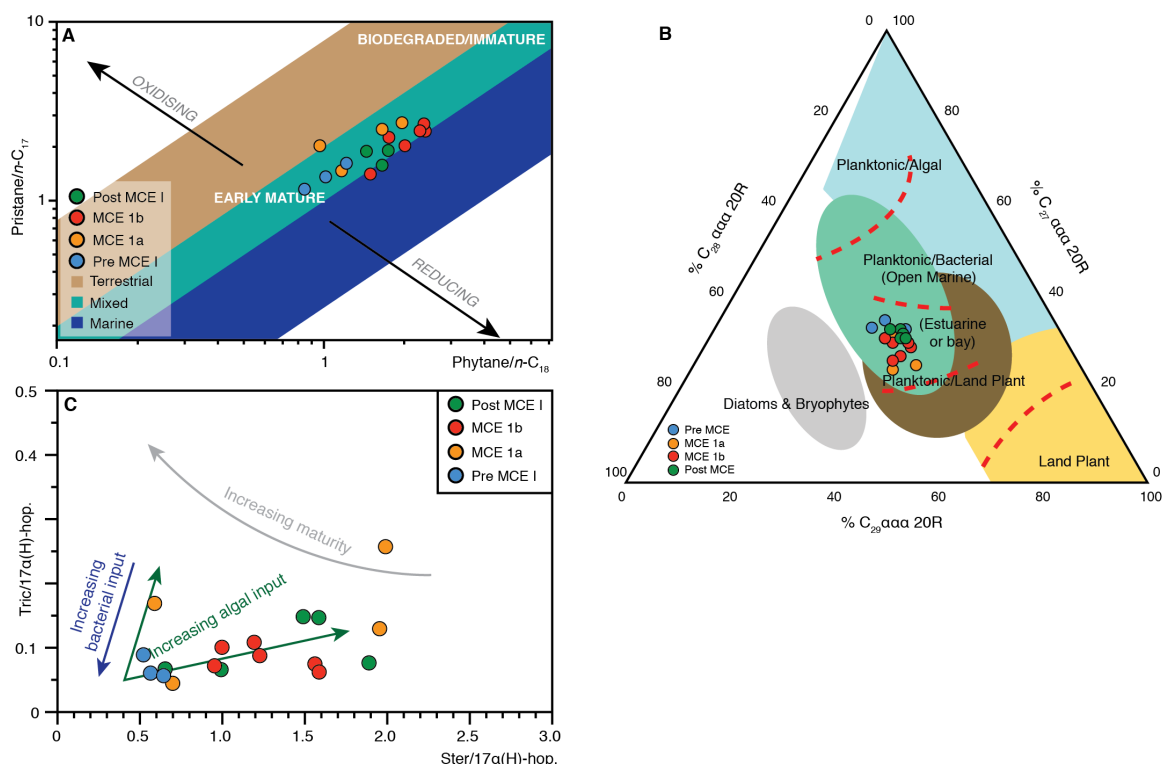 A
10
1
0.1
1
Pristane/n-C17
Phytane/n-C18
BIODEGRADED/IMMATURE
OXIDISING
EARLY MATURE
REDUCING
Post MCE I
MCE 1b
MCE 1a
Pre MCE I
Terrestrial
Mixed
Marine
B
0
100
20
80
40
60
60
40
80
20
100
0
0
20
40
60
80
100
% C28 ααα 20R
% C27 ααα 20R
% C29ααα 20R
Planktonic/Algal
Planktonic/Bacterial
(Open Marine)
(Estuarine
or bay)
Planktonic/Land Plant
Diatoms & Bryophytes
Land Plant
Pre MCE
MCE 1a
MCE 1b
Post MCE
C
0.5
0.4
0.1
0
0
0.5
1.0
1.5
2.0
2.5
3.0
Tric/17α(H)-hop.
Ster/17α(H)-hop.
Increasing maturity
Increasing algal input
Increasing
bacterial input
Post MCE I
MCE 1b
MCE 1a
Pre MCE I